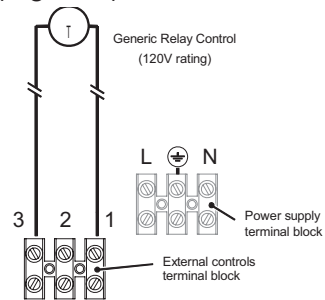 Generic Relay Control
(120V rating)
T
L N
3 2 1
Power supply
terminal block
External controls
terminal block